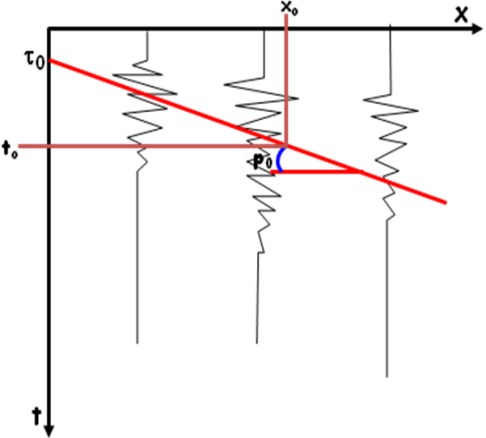 x₀
X
τ₀
t₀
p₀
t